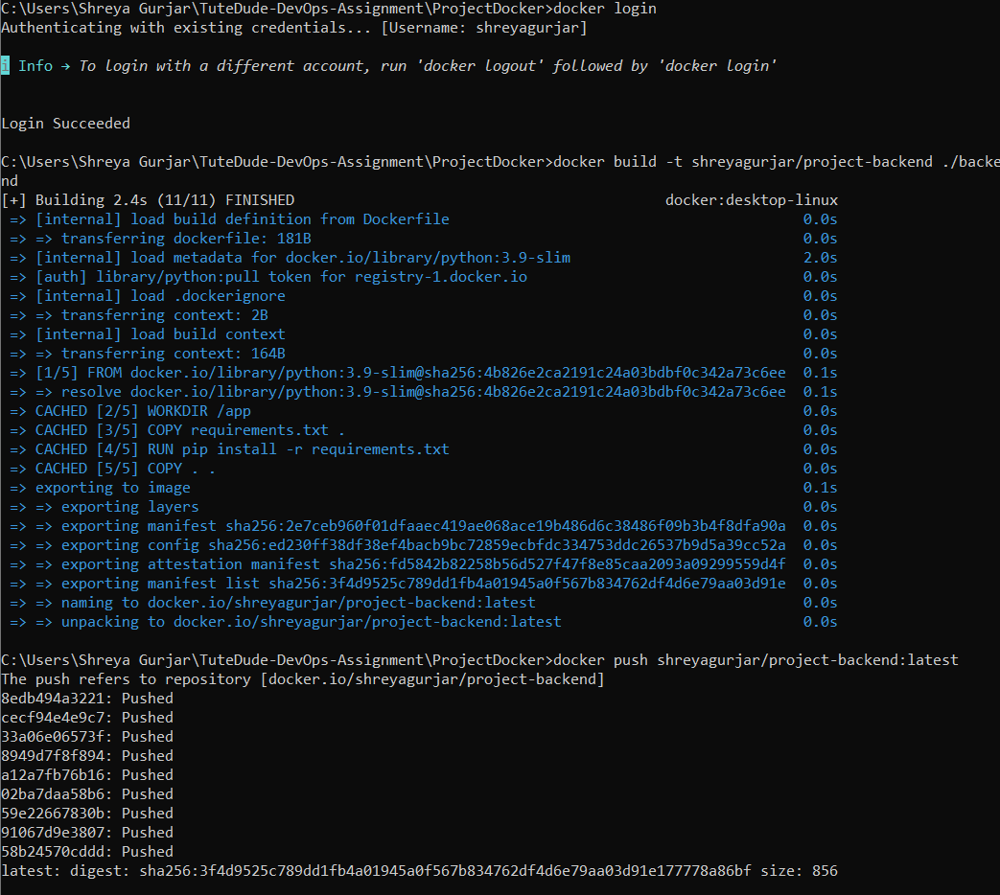 C:\Users\Shreya Gurjar\TuteDude-DevOps-Assignment\ProjectDocker>docker login
Authenticating with existing credentials... [Username: shreyagurjar]
i Info → To login with a different account, run 'docker logout' followed by 'docker login'
Login Succeeded
C:\Users\Shreya Gurjar\TuteDude-DevOps-Assignment\ProjectDocker>docker build -t shreyagurjar/project-backend ./backe
nd
[+] Building 2.4s (11/11) FINISHED docker:desktop-linux
=> [internal] load build definition from Dockerfile 0.0s
=> => transferring dockerfile: 181B 0.0s
=> [internal] load metadata for docker.io/library/python:3.9-slim 2.0s
=> [auth] library/python:pull token for registry-1.docker.io 0.0s
=> [internal] load .dockerignore 0.0s
=> => transferring context: 2B 0.0s
=> [internal] load build context 0.0s
=> => transferring context: 164B 0.0s
=> [1/5] FROM docker.io/library/python:3.9-slim@sha256:4b826e2ca2191c24a03bdbf0c342a73c6ee 0.1s
=> => resolve docker.io/library/python:3.9-slim@sha256:4b826e2ca2191c24a03bdbf0c342a73c6ee 0.1s
=> CACHED [2/5] WORKDIR /app 0.0s
=> CACHED [3/5] COPY requirements.txt . 0.0s
=> CACHED [4/5] RUN pip install -r requirements.txt 0.0s
=> CACHED [5/5] COPY . . 0.0s
=> exporting to image 0.1s
=> => exporting layers 0.0s
=> => exporting manifest sha256:2e7ceb960f01dfaaec419ae068ace19b486d6c38486f09b3b4f8dfa90a 0.0s
=> => exporting config sha256:ed230ff38df38ef4bacb9bc72859ecbfdc334753ddc26537b9d5a39cc52a 0.0s
=> => exporting attestation manifest sha256:fd5842b82258b56d527f47f8e85caa2093a09299559d4f 0.0s
=> => exporting manifest list sha256:3f4d9525c789dd1fb4a01945a0f567b834762df4d6e79aa03d91e 0.0s
=> => naming to docker.io/shreyagurjar/project-backend:latest 0.0s
=> => unpacking to docker.io/shreyagurjar/project-backend:latest 0.0s
C:\Users\Shreya Gurjar\TuteDude-DevOps-Assignment\ProjectDocker>docker push shreyagurjar/project-backend:latest
The push refers to repository [docker.io/shreyagurjar/project-backend]
8edb494a3221: Pushed
cecf94e4e9c7: Pushed
33a06e06573f: Pushed
8949d7f8f894: Pushed
a12a7fb76b16: Pushed
02ba7daa58b6: Pushed
59e22667830b: Pushed
91067d9e3807: Pushed
58b24570cddd: Pushed
latest: digest: sha256:3f4d9525c789dd1fb4a01945a0f567b834762df4d6e79aa03d91e177778a86bf size: 856